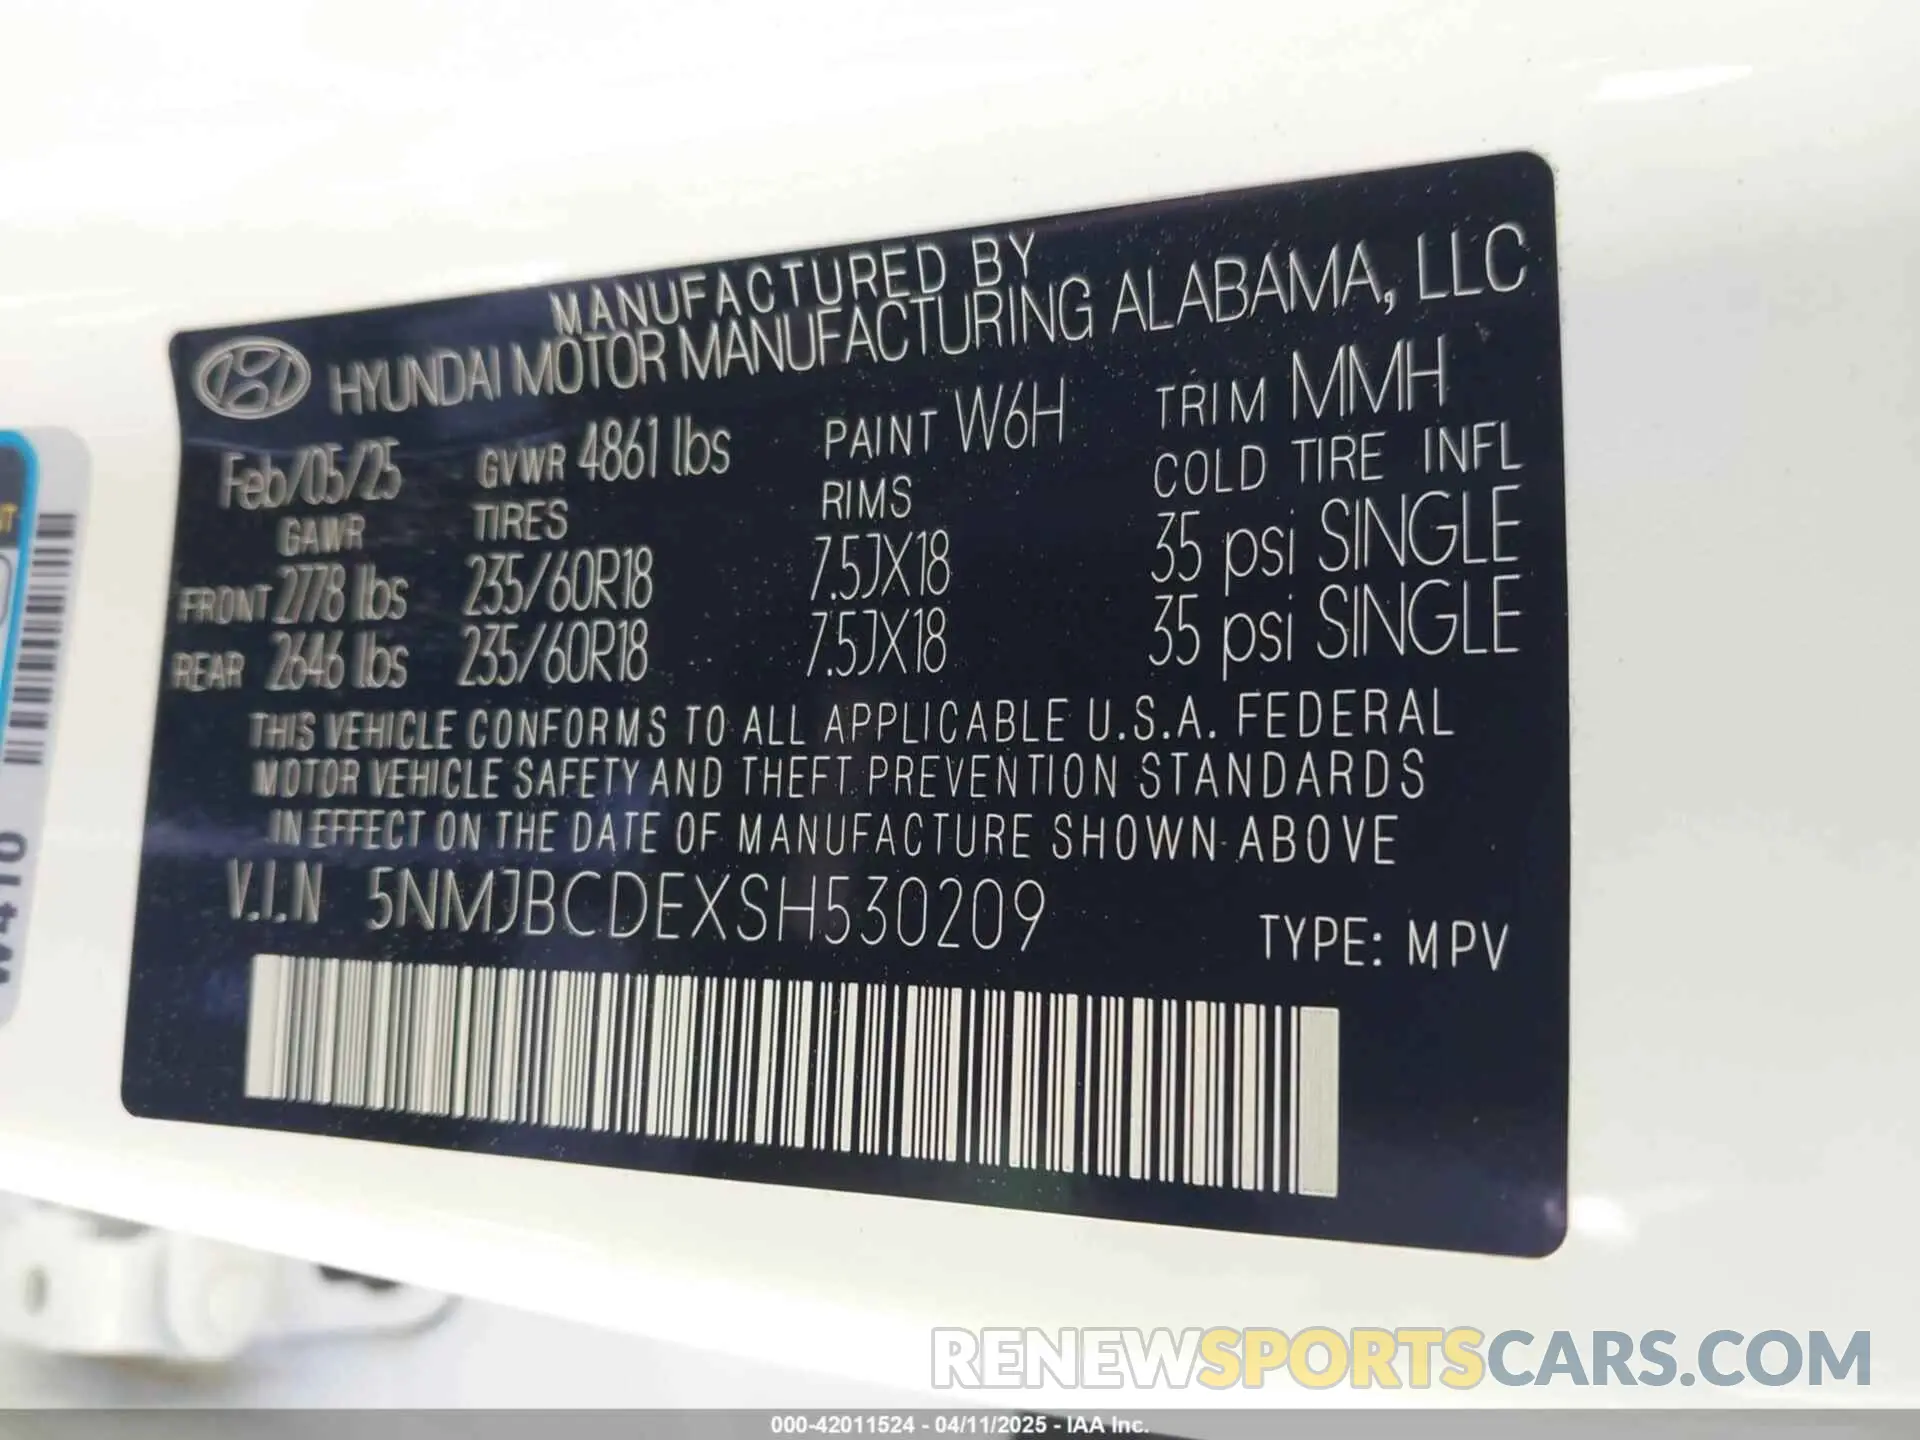 MANUFACTURED BY
HYUNDAI MOTOR MANUFACTURING ALABAMA, LLC
Feb/05/25 GVWR 4861 lbs PAINT W6H TRIM MMH
GAWR TIRES RIMS COLD TIRE INFL
FRONT 2778 lbs 235/60R18 7.5JX18 35 psi SINGLE
REAR 2646 lbs 235/60R18 7.5JX18 35 psi SINGLE
THIS VEHICLE CONFORMS TO ALL APPLICABLE U.S.A. FEDERAL
MOTOR VEHICLE SAFETY AND THEFT PREVENTION STANDARDS
IN EFFECT ON THE DATE OF MANUFACTURE SHOWN ABOVE
V.I.N 5NMJBCDEXSH530209
TYPE: MPV
RENEWSPORTSCARS.COM
000-42011524 - 04/11/2025 - IAA Inc.